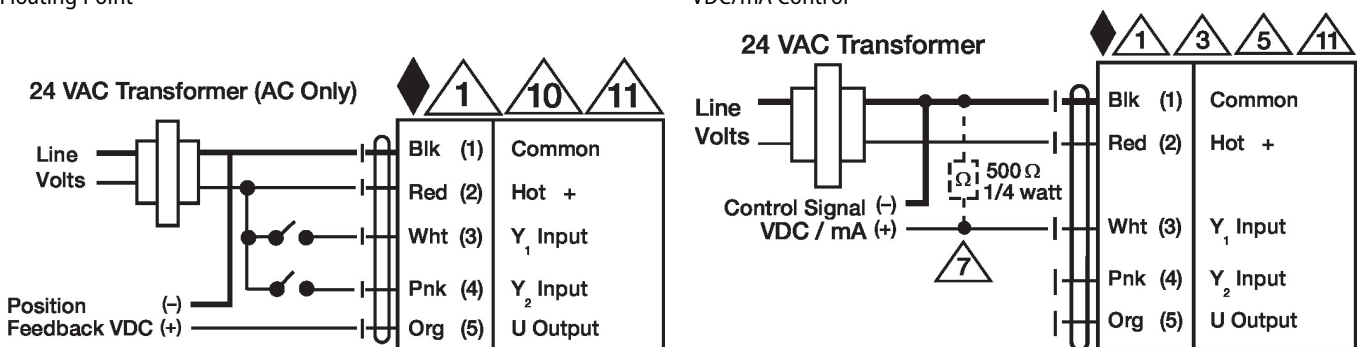 Floating Point
24 VAC Transformer (AC Only)
1
10
11
Line
Volts
Blk (1) Common
Red (2) Hot +
Wht (3) Y1 Input
Pnk (4) Y2 Input
Org (5) U Output
Position (–)
Feedback VDC (+)
VDC/mA Control
24 VAC Transformer
1
3
5
11
Line
Volts
Ω
500 Ω
1/4 watt
Control Signal (–)
VDC / mA (+)
7
Blk (1) Common
Red (2) Hot +
Wht (3) Y1 Input
Pnk (4) Y2 Input
Org (5) U Output